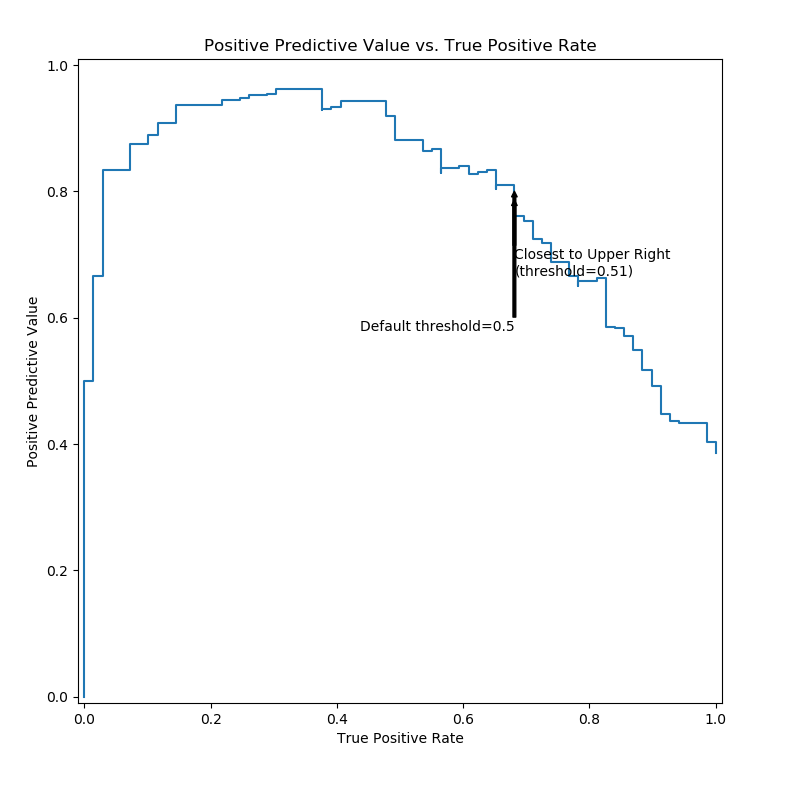 Positive Predictive Value vs. True Positive Rate
1.0
0.8
0.6
0.4
0.2
0.0
Positive Predictive Value
Closest to Upper Right
(threshold=0.51)
Default threshold=0.5
0.0 0.2 0.4 0.6 0.8 1.0
True Positive Rate